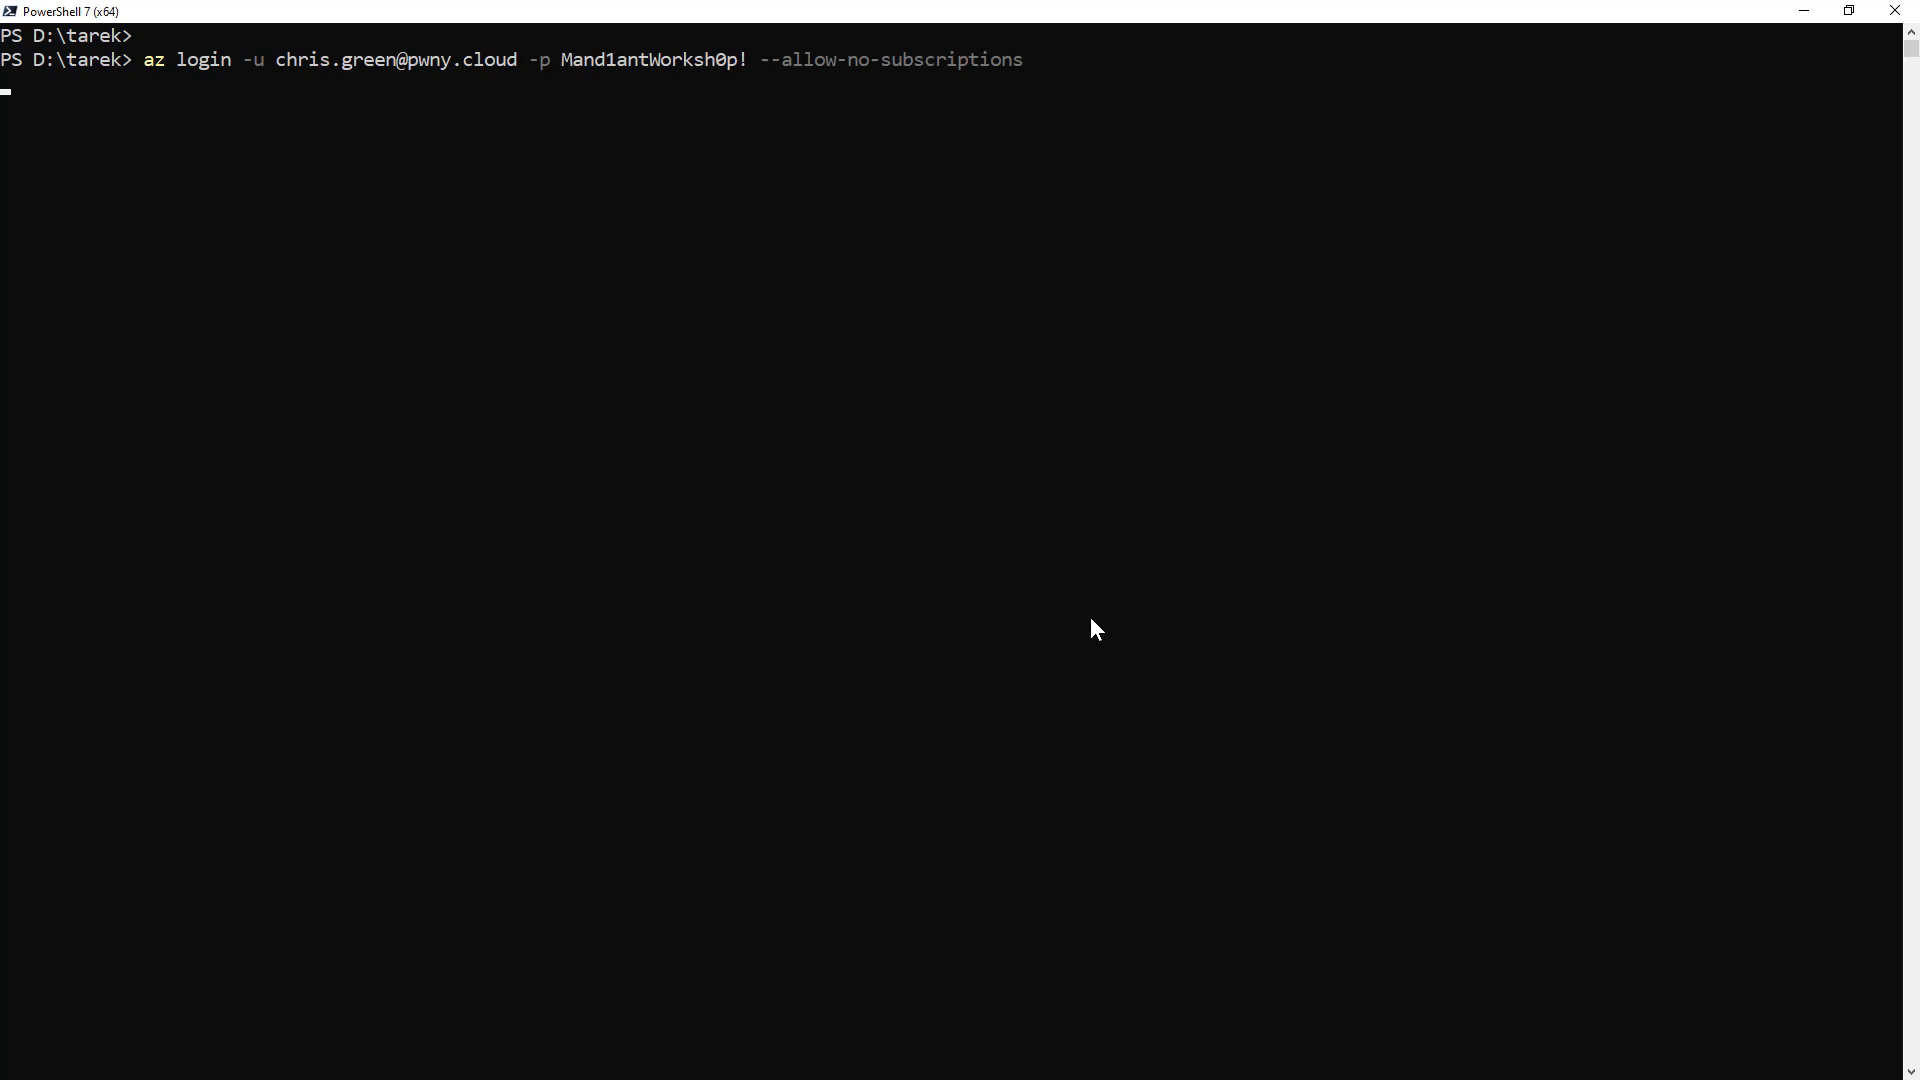 PowerShell 7 (x64)
PS D:\tarek>
PS D:\tarek> az login -u chris.green@pwny.cloud -p Mand1antWorksh0p! --allow-no-subscriptions